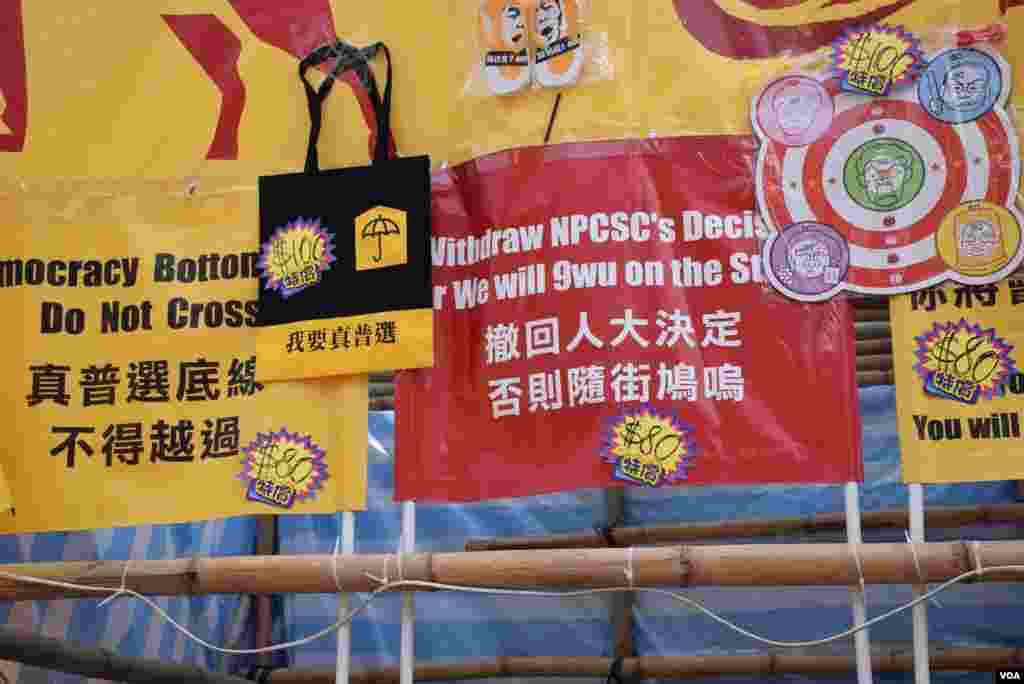 $100
特價
mocracy Botto
Do Not Cross
真普選底線
不得越過
$80
特價
$100
特價
我要真普選
Withdraw NPCSC's Decis
r We will 9wu on the St
撤回人大決定
否則隨街鳩嗚
$80
特價
$80
特價
You will
VOA